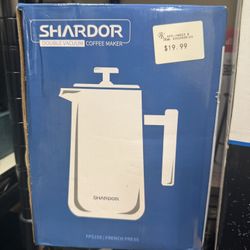 SHARDOR
DOUBLE VACUUM COFFEE MAKER
$19.99
SHARDOR
FRENCH PRESS